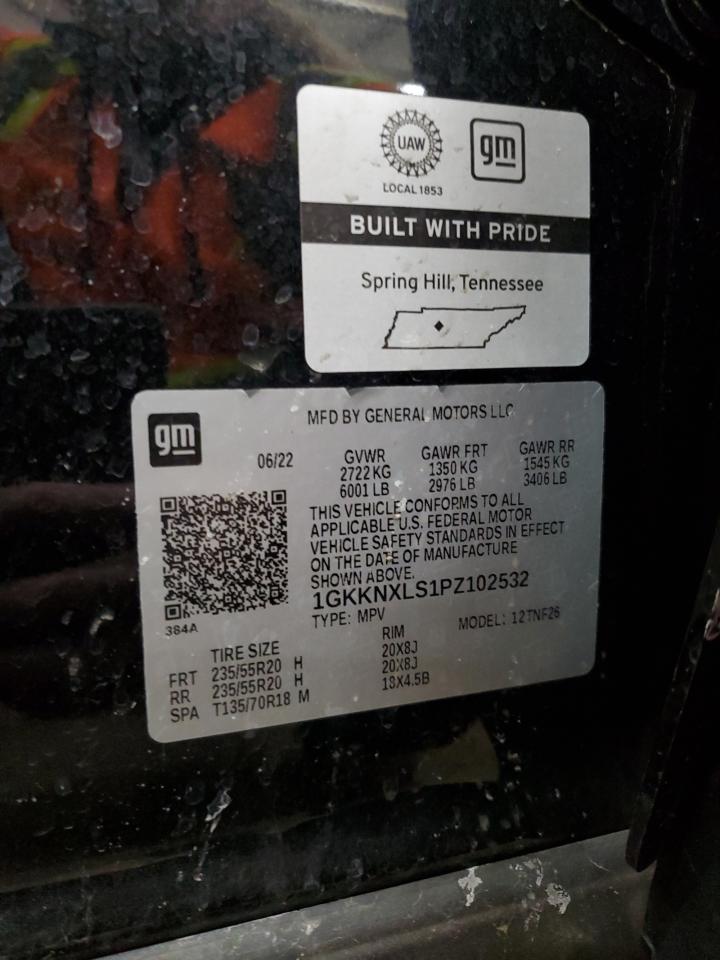 UAW
gm
LOCAL 1853
BUILT WITH PRIDE
Spring Hill, Tennessee
gm
MFD BY GENERAL MOTORS LLC
06/22
GVWR GAWR FRT GAWR RR
2722 KG 1350 KG 1545 KG
6001 LB 2976 LB 3406 LB
THIS VEHICLE CONFORMS TO ALL
APPLICABLE U.S. FEDERAL MOTOR
VEHICLE SAFETY STANDARDS IN EFFECT
ON THE DATE OF MANUFACTURE
SHOWN ABOVE.
1GKKNXLS1PZ102532
384A
TYPE: MPV MODEL: 12TNF26
TIRE SIZE RIM
FRT 235/55R20 H 20X8J
RR 235/55R20 H 20X8J
SPA T135/70R18 M 18X4.5B